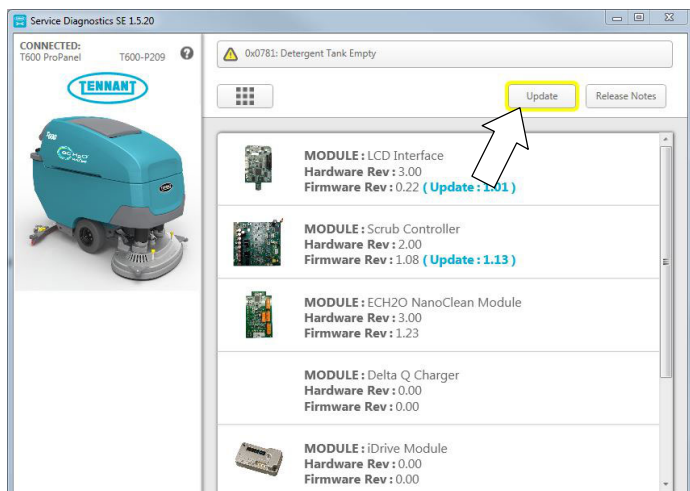 Service Diagnostics SE 1.5.20
CONNECTED:
T600 ProPanel T600-P209
TENNANT
0x0781: Detergent Tank Empty
Update
Release Notes
MODULE : LCD Interface
Hardware Rev : 3.00
Firmware Rev : 0.22 ( Update : 1.01 )
MODULE : Scrub Controller
Hardware Rev : 2.00
Firmware Rev : 1.08 ( Update : 1.13 )
MODULE : ECH2O NanoClean Module
Hardware Rev : 3.00
Firmware Rev : 1.23
MODULE : Delta Q Charger
Hardware Rev : 0.00
Firmware Rev : 0.00
MODULE : iDrive Module
Hardware Rev : 0.00
Firmware Rev : 0.00